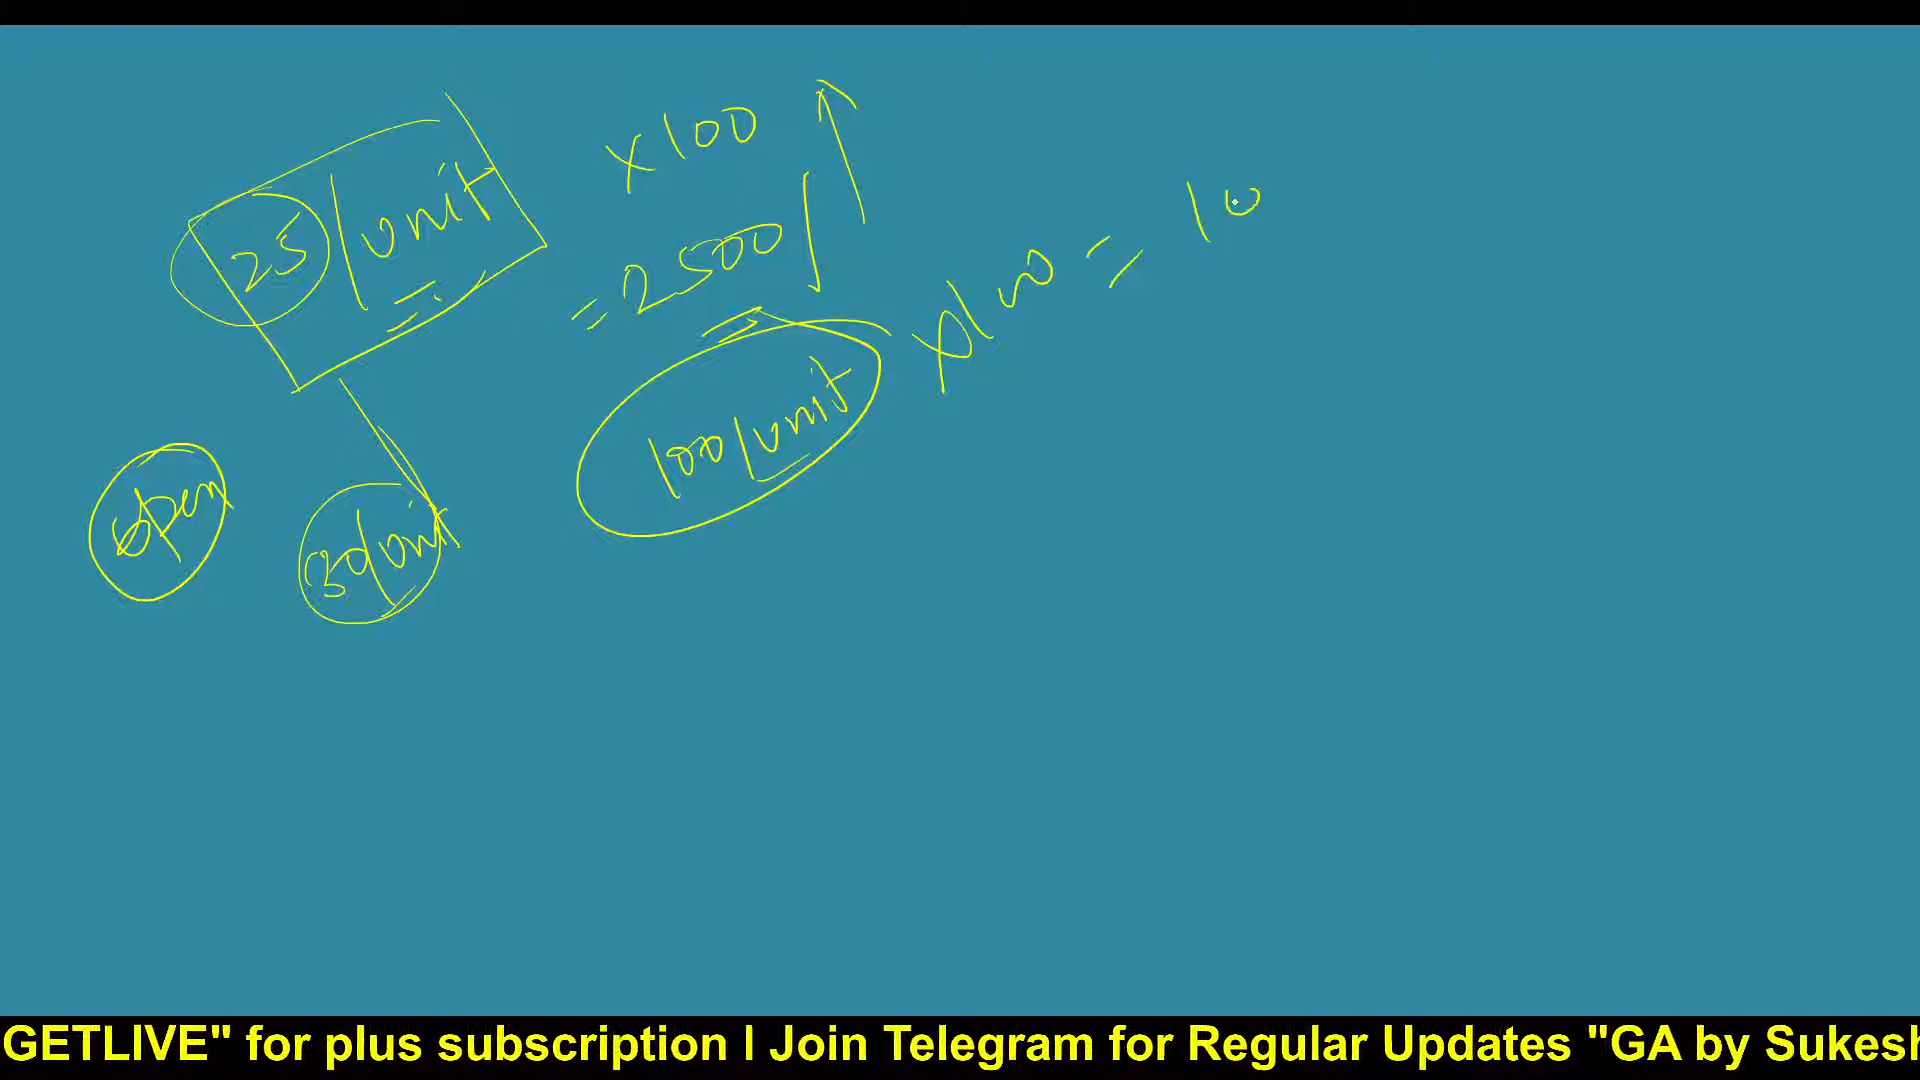 25/unit
x100
= 2500/
100/unit x100 = 10
open
30/unit
GETLIVE" for plus subscription I Join Telegram for Regular Updates "GA by Sukesh